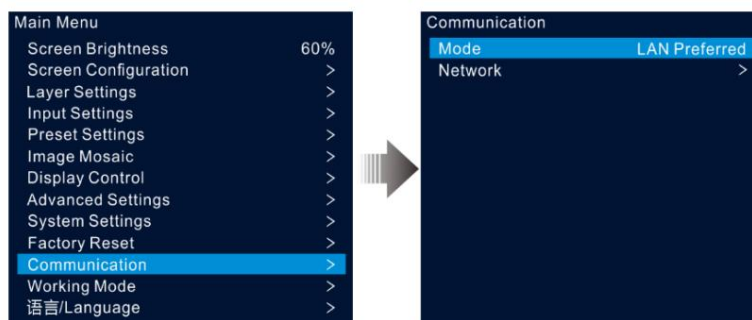 Main Menu
Screen Brightness 60%
Screen Configuration >
Layer Settings >
Input Settings >
Preset Settings >
Image Mosaic >
Display Control >
Advanced Settings >
System Settings >
Factory Reset >
Communication >
Working Mode >
语言/Language >
Communication
Mode LAN Preferred
Network >